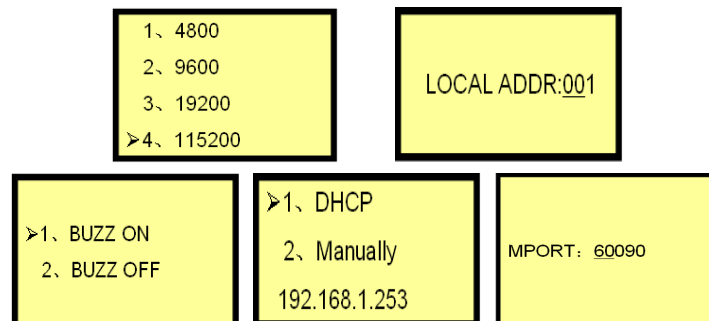 1、4800
2、9600
3、19200
➢4、115200
LOCAL ADDR:001
➢1、BUZZ ON
2、BUZZ OFF
➢1、DHCP
2、Manually
192.168.1.253
MPORT：60090